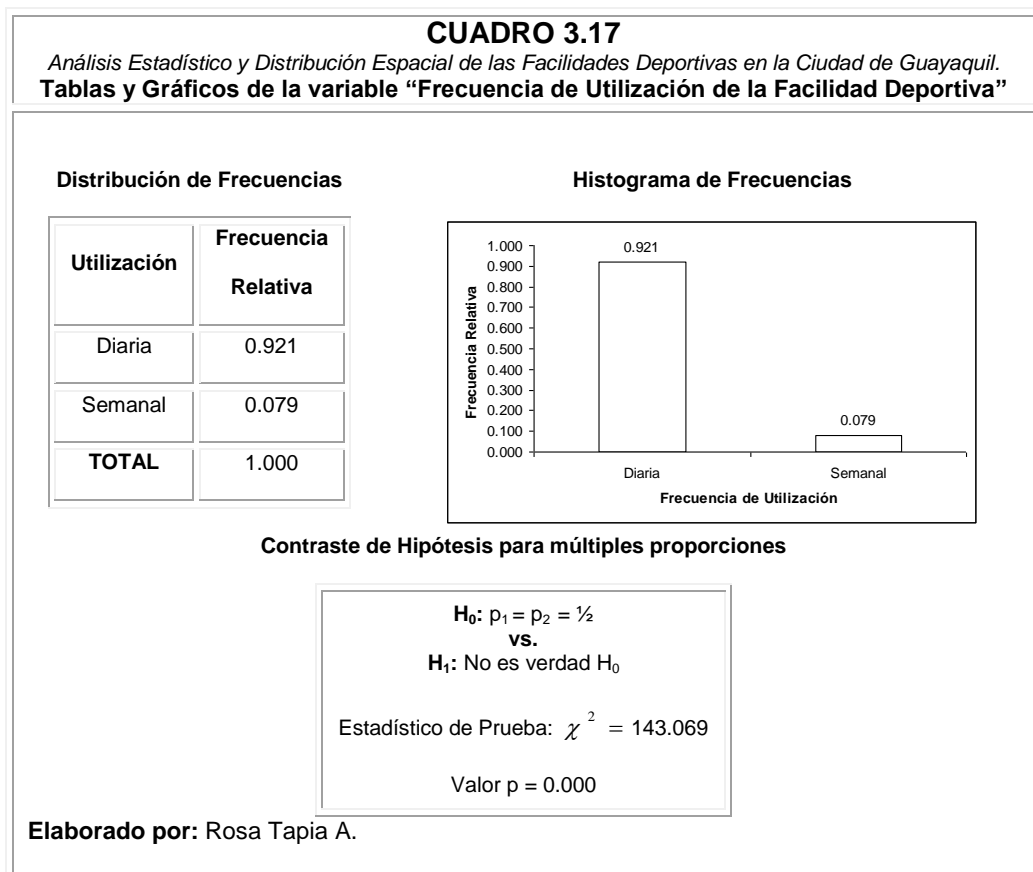 CUADRO 3.17
Análisis Estadístico y Distribución Espacial de las Facilidades Deportivas en la Ciudad de Guayaquil.
Tablas y Gráficos de la variable “Frecuencia de Utilización de la Facilidad Deportiva”
Distribución de Frecuencias
Utilización
Frecuencia
Relativa
Diaria 0.921
Semanal 0.079
TOTAL 1.000
Histograma de Frecuencias
Frecuencia Relativa
1.000
0.900
0.800
0.700
0.600
0.500
0.400
0.300
0.200
0.100
0.000
0.921
0.079
Diaria Semanal
Frecuencia de Utilización
Contraste de Hipótesis para múltiples proporciones
H₀: p₁ = p₂ = ½
vs.
H₁: No es verdad H₀
Estadístico de Prueba: χ² = 143.069
Valor p = 0.000
Elaborado por: Rosa Tapia A.